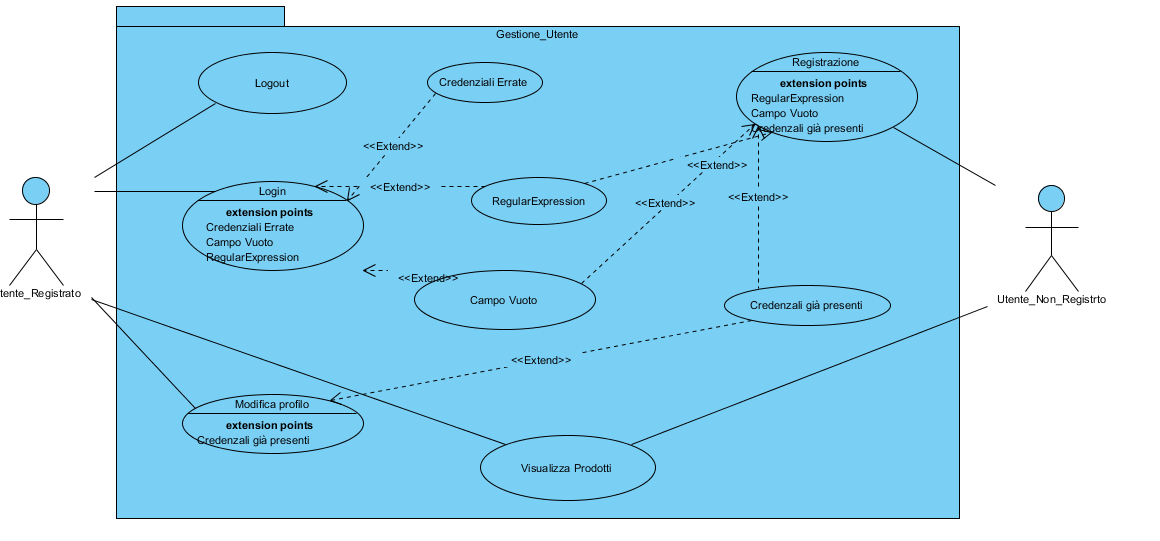 Gestione_Utente
Logout
Credenziali Errate
Registrazione
extension points
RegularExpression
Campo Vuoto
Credenzali già presenti
<<Extend>>
<<Extend>>
<<Extend>>
<<Extend>>
<<Extend>>
Login
extension points
Credenziali Errate
Campo Vuoto
RegularExpression
RegularExpression
<<Extend>>
Campo Vuoto
Credenzali già presenti
tente_Registrato
Utente_Non_Registrto
<<Extend>>
Modifica profilo
extension points
Credenzali già presenti
Visualizza Prodotti